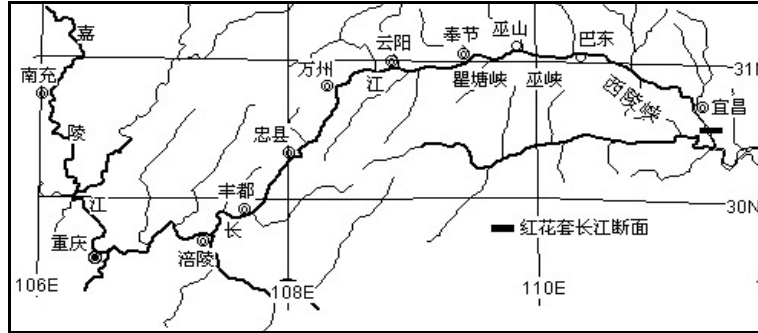 嘉
陵
江
南充
重庆
涪陵
丰都
长
江
忠县
万州
云阳
奉节
巫山
巴东
瞿塘峡
巫峡
西陵峡
宜昌
红花套长江断面
31N
30N
106E
108E
110E